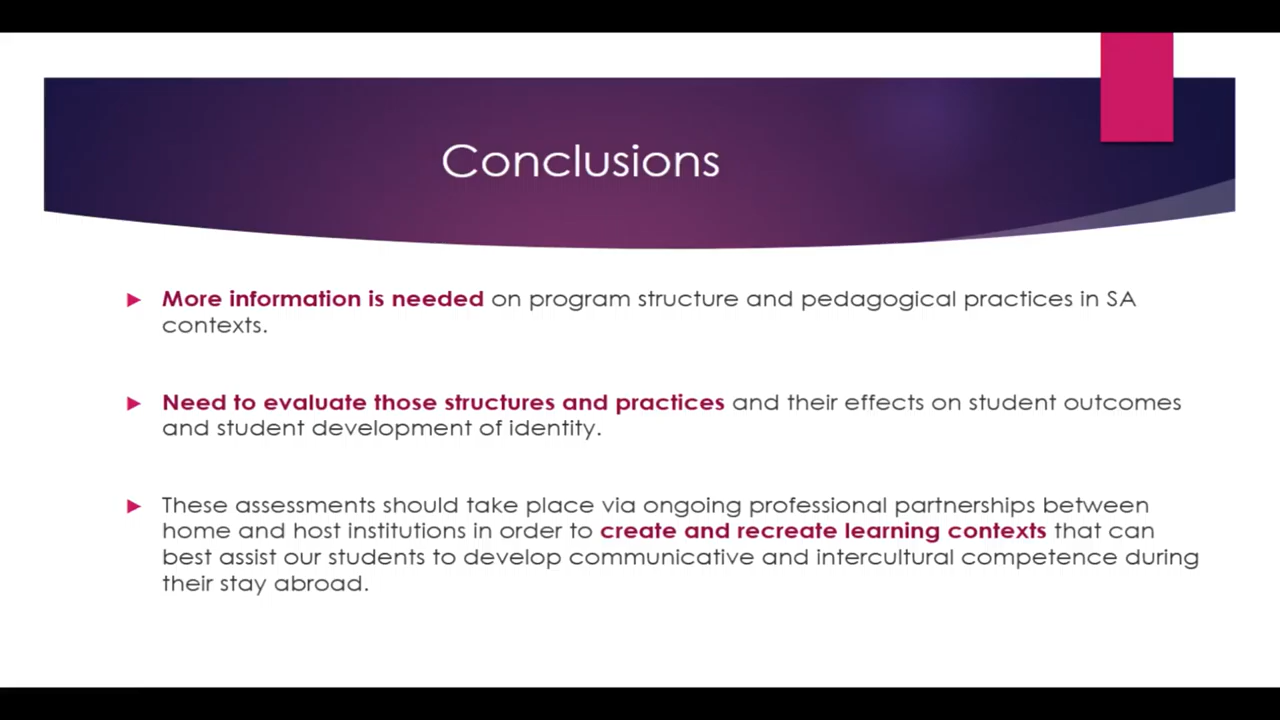 Conclusions
More information is needed on program structure and pedagogical practices in SA
contexts.
Need to evaluate those structures and practices and their effects on student outcomes
and student development of identity.
These assessments should take place via ongoing professional partnerships between
home and host institutions in order to create and recreate learning contexts that can
best assist our students to develop communicative and intercultural competence during
their stay abroad.